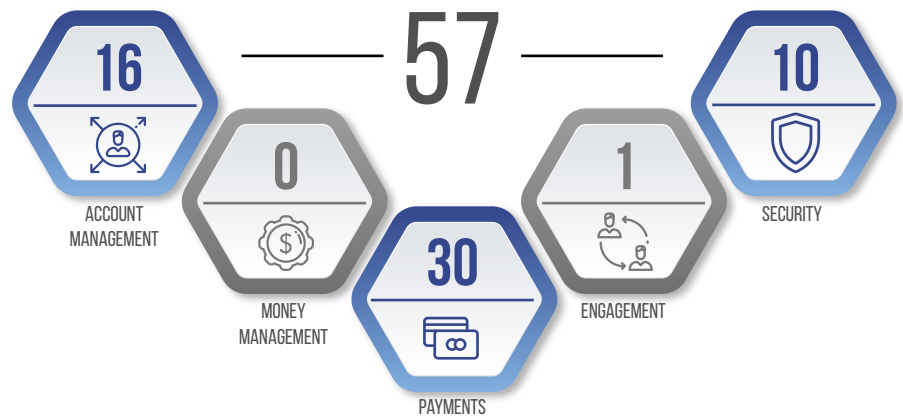 57
16
ACCOUNT
MANAGEMENT
0
$
MONEY
MANAGEMENT
30
PAYMENTS
1
ENGAGEMENT
10
SECURITY